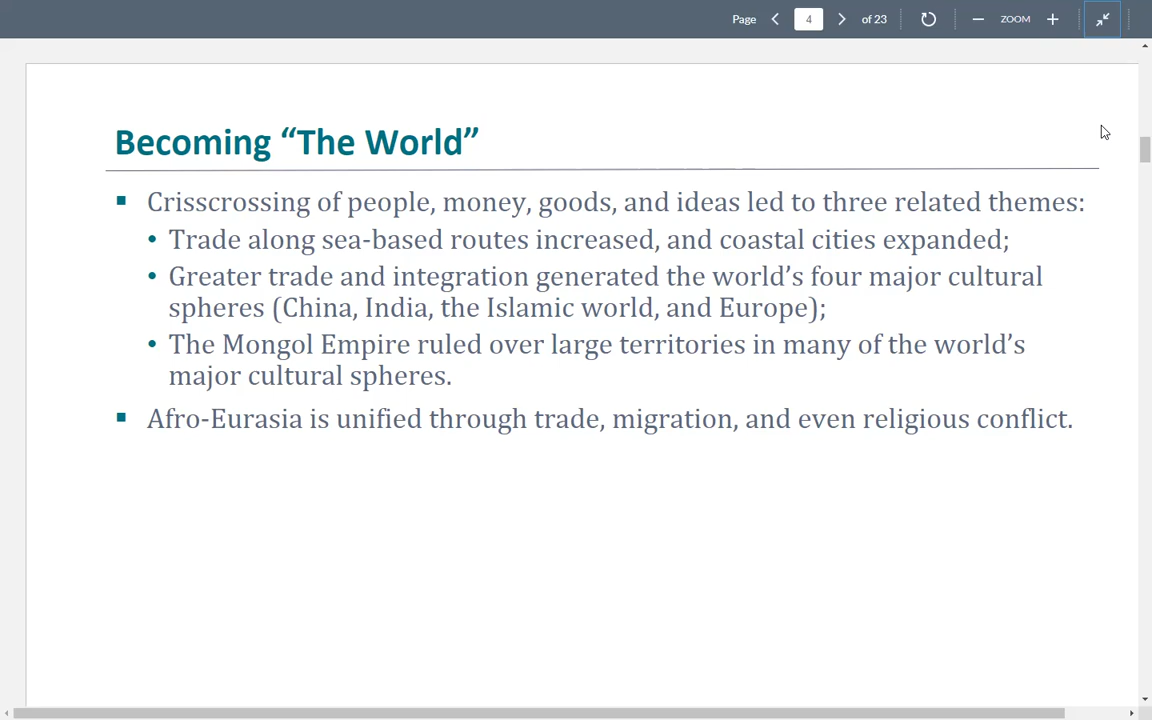 Page 4 of 23 ZOOM
Becoming “The World”
▪ Crisscrossing of people, money, goods, and ideas led to three related themes:
• Trade along sea-based routes increased, and coastal cities expanded;
• Greater trade and integration generated the world’s four major cultural
spheres (China, India, the Islamic world, and Europe);
• The Mongol Empire ruled over large territories in many of the world’s
major cultural spheres.
▪ Afro-Eurasia is unified through trade, migration, and even religious conflict.